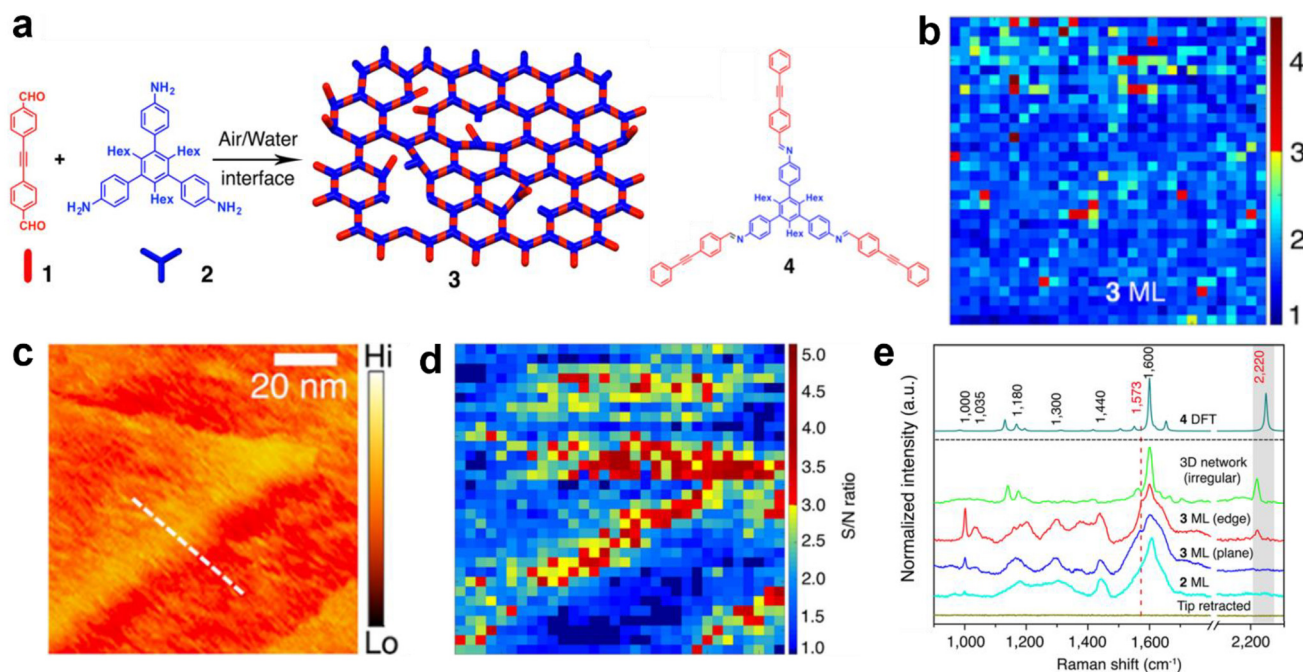 a
CHO
CHO
1
+
NH₂
Hex
Hex
Hex
H₂N
NH₂
2
Air/Water
interface
3
Hex
Hex
Hex
N
N
N
4
b
3 ML
4
3
2
1
c
20 nm
Hi
Lo
d
5.0
4.5
4.0
3.5
3.0
2.5
2.0
1.5
1.0
S/N ratio
e
Normalized intensity (a.u.)
1,000
1,035
1,180
1,300
1,440
1,573
1,600
2,220
4 DFT
3D network
(irregular)
3 ML (edge)
3 ML (plane)
2 ML
Tip retracted
1,000
1,200
1,400
1,600
2,200
Raman shift (cm⁻¹)